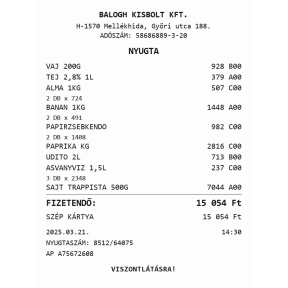 BALOGH KISBOLT KFT.
H-1570 Mellékhida, Győri utca 188.
ADÓSZÁM: 58686889-3-20
NYUGTA
VAJ 200G 928 B00
TEJ 2,8% 1L 379 A00
ALMA 1KG 507 C00
2 DB x 724
BANAN 1KG 1448 A00
2 DB x 491
PAPIRZSEBKENDO 982 C00
2 DB x 1408
PAPRIKA KG 2816 C00
UDITO 2L 713 B00
ASVANYVIZ 1,5L 237 C00
3 DB x 2348
SAJT TRAPPISTA 500G 7044 A00
FIZETENDŐ: 15 054 Ft
SZÉP KÁRTYA 15 054 Ft
2025.03.21. 14:30
NYUGTASZÁM: 8512/64075
AP A75672608
VISZONTLÁTÁSRA!